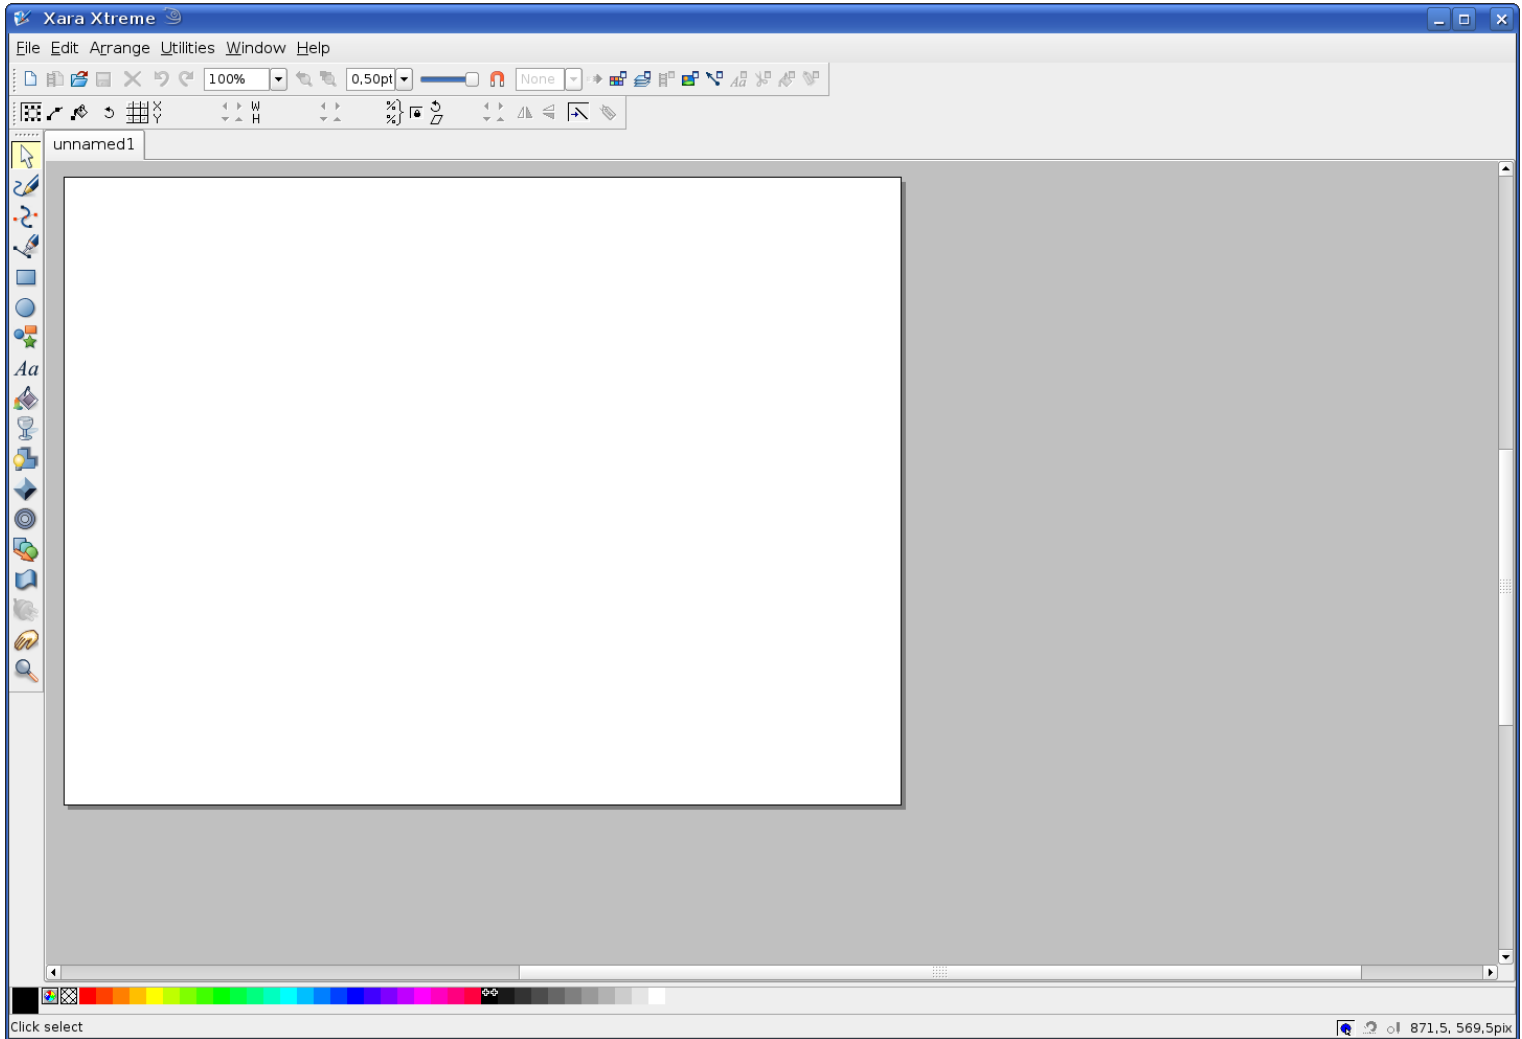 Xara Xtreme
File Edit Arrange Utilities Window Help
100% 0,50pt None
X Y W H % %
unnamed1
Aa
Click select
871,5, 569,5pix